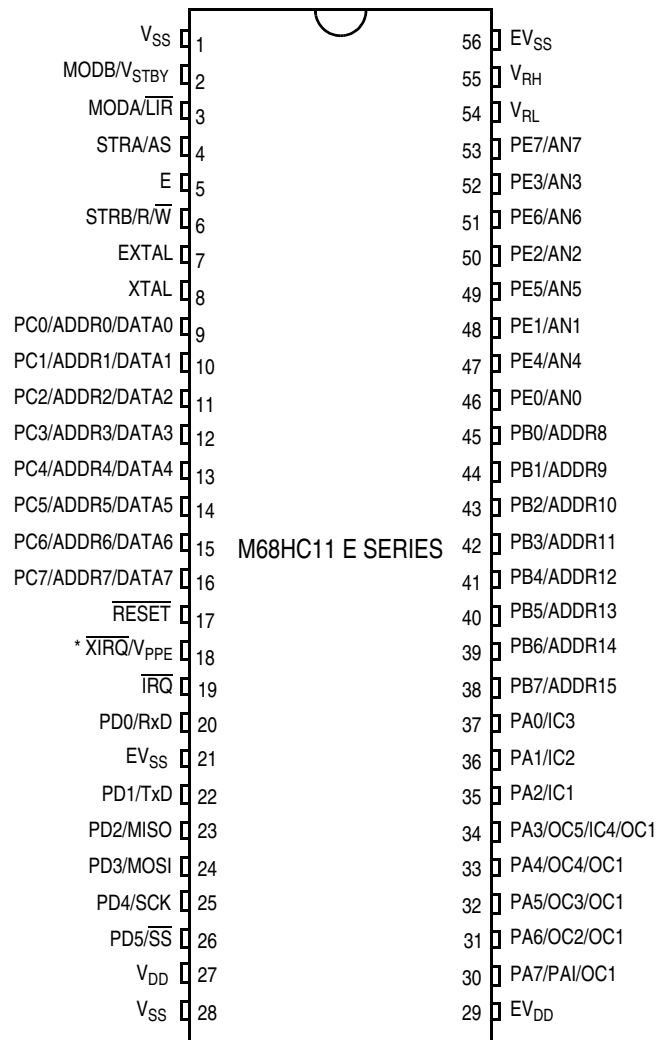 VSS 1
MODB/VSTBY 2
MODA/LIR 3
STRA/AS 4
E 5
STRB/R/W 6
EXTAL 7
XTAL 8
PC0/ADDR0/DATA0 9
PC1/ADDR1/DATA1 10
PC2/ADDR2/DATA2 11
PC3/ADDR3/DATA3 12
PC4/ADDR4/DATA4 13
PC5/ADDR5/DATA5 14
PC6/ADDR6/DATA6 15
PC7/ADDR7/DATA7 16
RESET 17
* XIRQ/VPPE 18
IRQ 19
PD0/RxD 20
EVSS 21
PD1/TxD 22
PD2/MISO 23
PD3/MOSI 24
PD4/SCK 25
PD5/SS 26
VDD 27
VSS 28
M68HC11 E SERIES
56 EVSS
55 VRH
54 VRL
53 PE7/AN7
52 PE3/AN3
51 PE6/AN6
50 PE2/AN2
49 PE5/AN5
48 PE1/AN1
47 PE4/AN4
46 PE0/AN0
45 PB0/ADDR8
44 PB1/ADDR9
43 PB2/ADDR10
42 PB3/ADDR11
41 PB4/ADDR12
40 PB5/ADDR13
39 PB6/ADDR14
38 PB7/ADDR15
37 PA0/IC3
36 PA1/IC2
35 PA2/IC1
34 PA3/OC5/IC4/OC1
33 PA4/OC4/OC1
32 PA5/OC3/OC1
31 PA6/OC2/OC1
30 PA7/PAI/OC1
29 EVDD